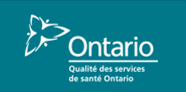 Ontario
Qualité des services
de santé Ontario